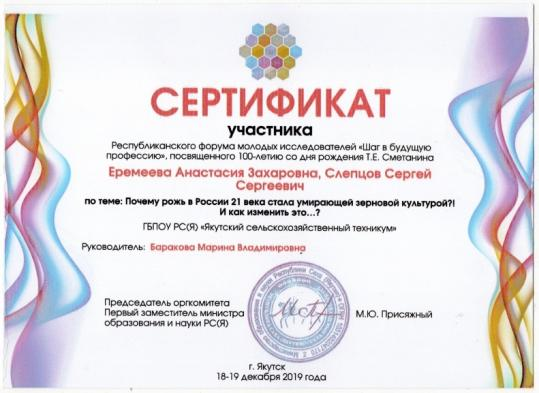 СЕРТИФИКАТ
участника
Республиканского форума молодых исследователей «Шаг в будущую
профессию», посвященного 100-летию со дня рождения Т.Е. Сметанина
Еремеева Анастасия Захаровна, Слепцов Сергей
Сергеевич
по теме: Почему рожь в России 21 века стала умирающей зерновой культурой?!
И как изменить это...?
ГБПОУ РС(Я) «Якутский сельскохозяйственный техникум»
Руководитель: Баракова Марина Владимировна
Председатель оргкомитета
Первый заместитель министра
образования и науки РС(Я)
М.Ю. Присяжный
г. Якутск
18-19 декабря 2019 года